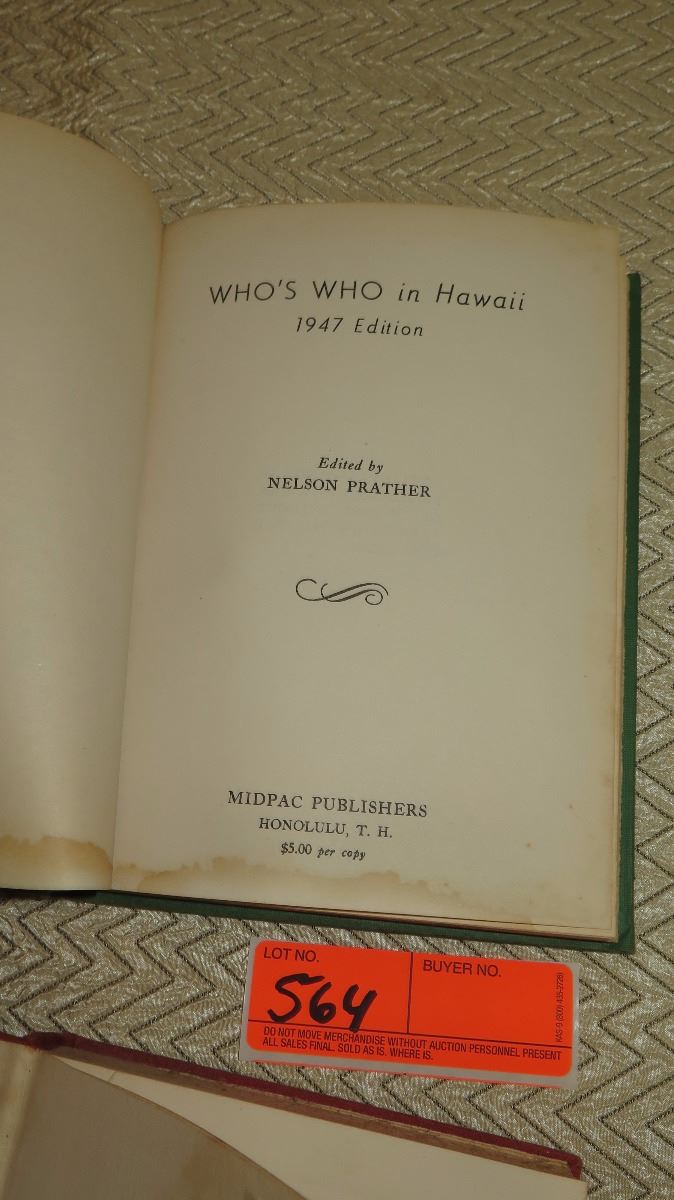 WHO'S WHO in Hawaii
1947 Edition
Edited by
NELSON PRATHER
MIDPAC PUBLISHERS
HONOLULU, T. H.
$5.00 per copy
LOT NO.
564
BUYER NO.
DO NOT MOVE MERCHANDISE WITHOUT AUCTION PERSONNEL PRESENT
ALL SALES FINAL. SOLD AS IS. WHERE IS.